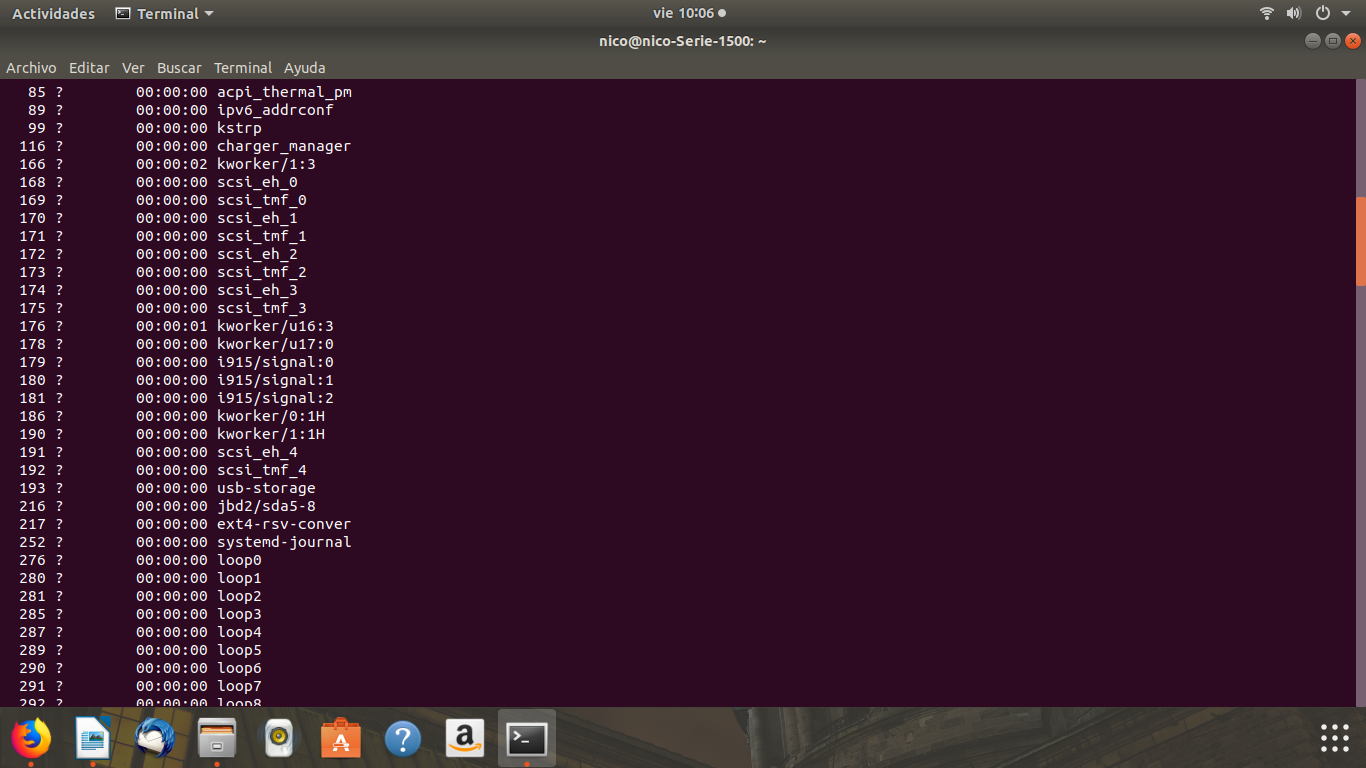 Actividades Terminal vie 10:06
nico@nico-Serie-1500: ~
Archivo Editar Ver Buscar Terminal Ayuda
85 ? 00:00:00 acpi_thermal_pm
89 ? 00:00:00 ipv6_addrconf
99 ? 00:00:00 kstrp
116 ? 00:00:00 charger_manager
166 ? 00:00:02 kworker/1:3
168 ? 00:00:00 scsi_eh_0
169 ? 00:00:00 scsi_tmf_0
170 ? 00:00:00 scsi_eh_1
171 ? 00:00:00 scsi_tmf_1
172 ? 00:00:00 scsi_eh_2
173 ? 00:00:00 scsi_tmf_2
174 ? 00:00:00 scsi_eh_3
175 ? 00:00:00 scsi_tmf_3
176 ? 00:00:01 kworker/u16:3
178 ? 00:00:00 kworker/u17:0
179 ? 00:00:00 i915/signal:0
180 ? 00:00:00 i915/signal:1
181 ? 00:00:00 i915/signal:2
186 ? 00:00:00 kworker/0:1H
190 ? 00:00:00 kworker/1:1H
191 ? 00:00:00 scsi_eh_4
192 ? 00:00:00 scsi_tmf_4
193 ? 00:00:00 usb-storage
216 ? 00:00:00 jbd2/sda5-8
217 ? 00:00:00 ext4-rsv-conver
252 ? 00:00:00 systemd-journal
276 ? 00:00:00 loop0
280 ? 00:00:00 loop1
281 ? 00:00:00 loop2
285 ? 00:00:00 loop3
287 ? 00:00:00 loop4
289 ? 00:00:00 loop5
290 ? 00:00:00 loop6
291 ? 00:00:00 loop7
292 ? 00:00:00 loop8